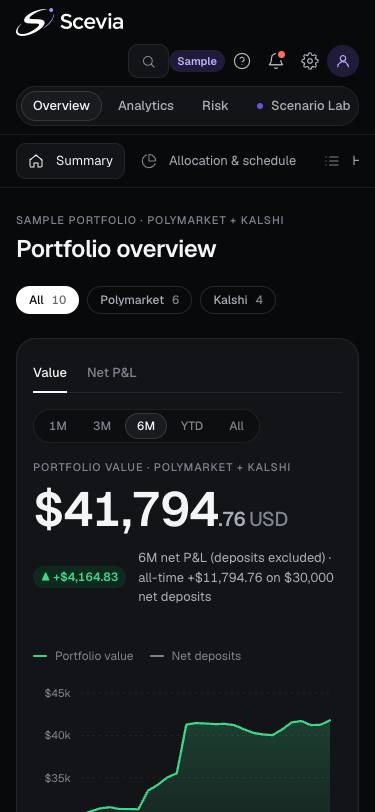 Scevia
Sample
Overview Analytics Risk Scenario Lab
Summary Allocation & schedule
SAMPLE PORTFOLIO · POLYMARKET + KALSHI
Portfolio overview
All 10 Polymarket 6 Kalshi 4
Value Net P&L
1M 3M 6M YTD All
PORTFOLIO VALUE · POLYMARKET + KALSHI
$41,794.76 USD
▲ +$4,164.83
6M net P&L (deposits excluded) ·
all-time +$11,794.76 on $30,000
net deposits
Portfolio value Net deposits
$45k
$40k
$35k